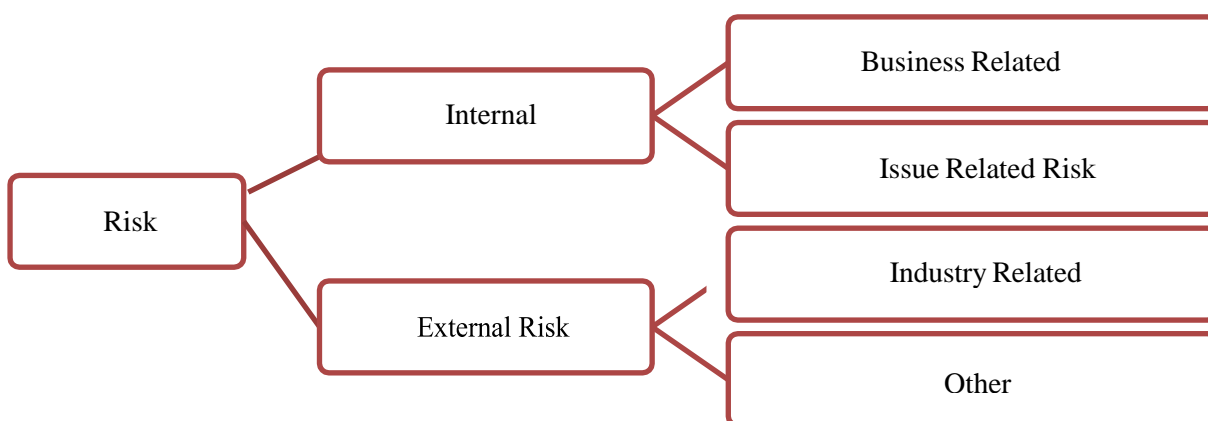 Risk
Internal
External Risk
Business Related
Issue Related Risk
Industry Related
Other